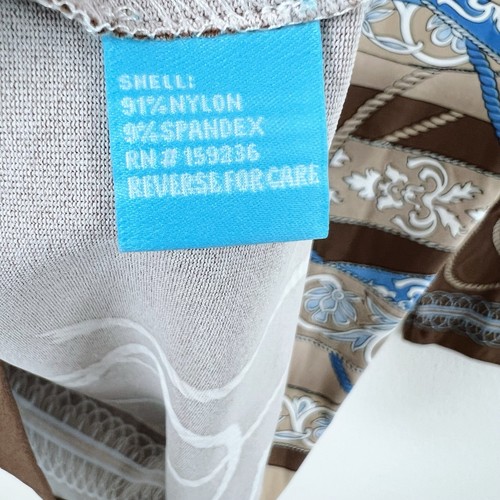 SHELL:
91% NYLON
9% SPANDEX
RN # 159236
REVERSE FOR CARE